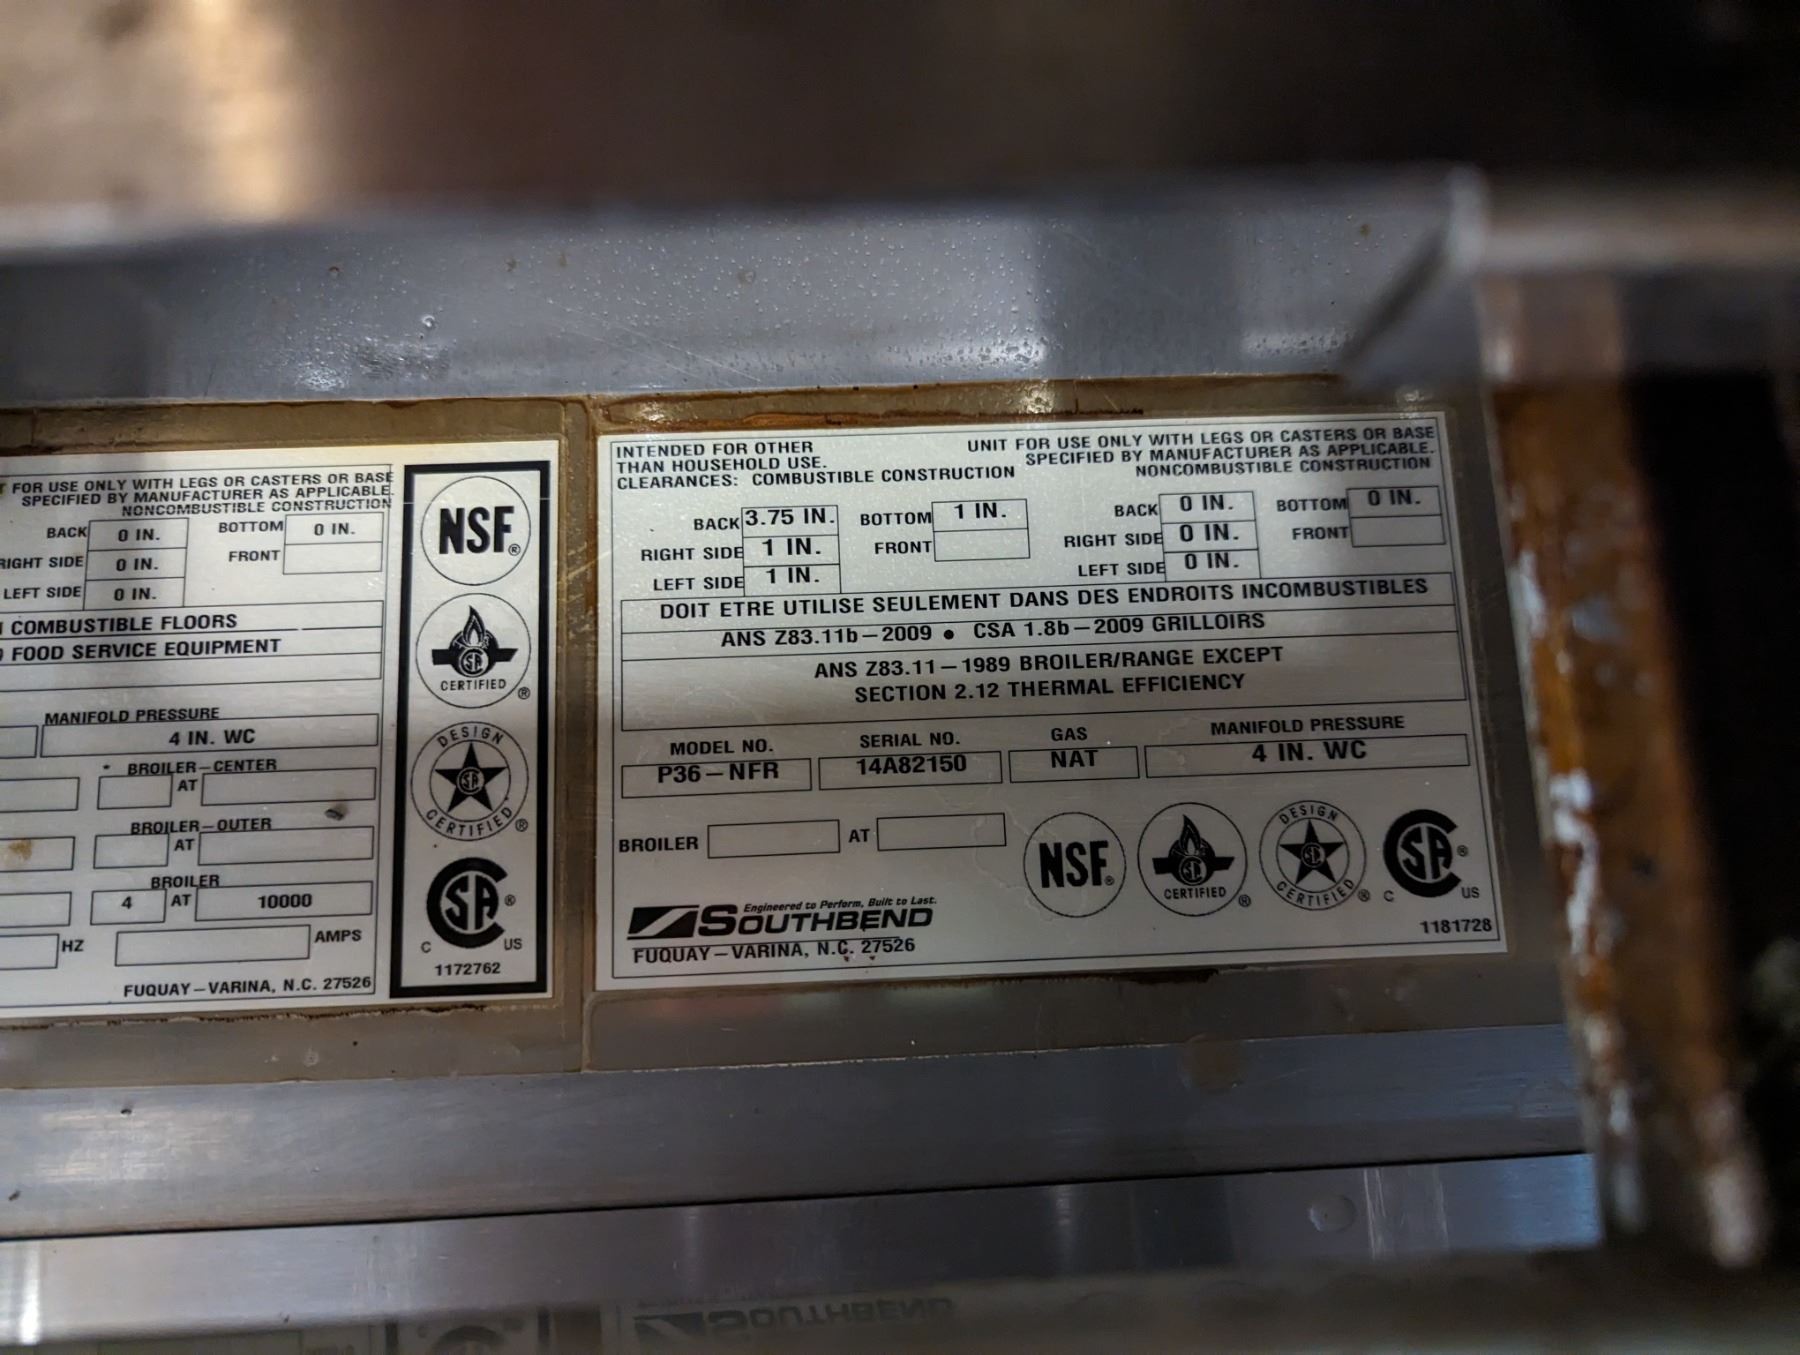 T FOR USE ONLY WITH LEGS OR CASTERS OR BASE
SPECIFIED BY MANUFACTURER AS APPLICABLE.
NONCOMBUSTIBLE CONSTRUCTION
BACK 0 IN. BOTTOM 0 IN.
RIGHT SIDE 0 IN. FRONT
LEFT SIDE 0 IN.
COMBUSTIBLE FLOORS
FOOD SERVICE EQUIPMENT
MANIFOLD PRESSURE
4 IN. WC
* BROILER–CENTER
AT
BROILER–OUTER
AT
BROILER
4 AT 10000
HZ AMPS
FUQUAY–VARINA, N.C. 27526
NSF®
SA
CERTIFIED ®
DESIGN
SA
CERTIFIED ®
SA®
C US
1172762
INTENDED FOR OTHER
THAN HOUSEHOLD USE.
CLEARANCES: COMBUSTIBLE CONSTRUCTION
UNIT FOR USE ONLY WITH LEGS OR CASTERS OR BASE
SPECIFIED BY MANUFACTURER AS APPLICABLE.
NONCOMBUSTIBLE CONSTRUCTION
BACK 3.75 IN. BOTTOM 1 IN. BACK 0 IN. BOTTOM 0 IN.
RIGHT SIDE 1 IN. FRONT RIGHT SIDE 0 IN. FRONT
LEFT SIDE 1 IN. LEFT SIDE 0 IN.
DOIT ETRE UTILISE SEULEMENT DANS DES ENDROITS INCOMBUSTIBLES
ANS Z83.11b–2009 • CSA 1.8b–2009 GRILLOIRS
ANS Z83.11–1989 BROILER/RANGE EXCEPT
SECTION 2.12 THERMAL EFFICIENCY
MODEL NO. SERIAL NO. GAS MANIFOLD PRESSURE
P36–NFR 14A82150 NAT 4 IN. WC
BROILER AT
NSF®
SA
CERTIFIED ®
DESIGN
SA
CERTIFIED ®
SA®
C US
Engineered to Perform, Built to Last.
SOUTHBEND
FUQUAY–VARINA, N.C. 27526
1181728
SOUTHBEND